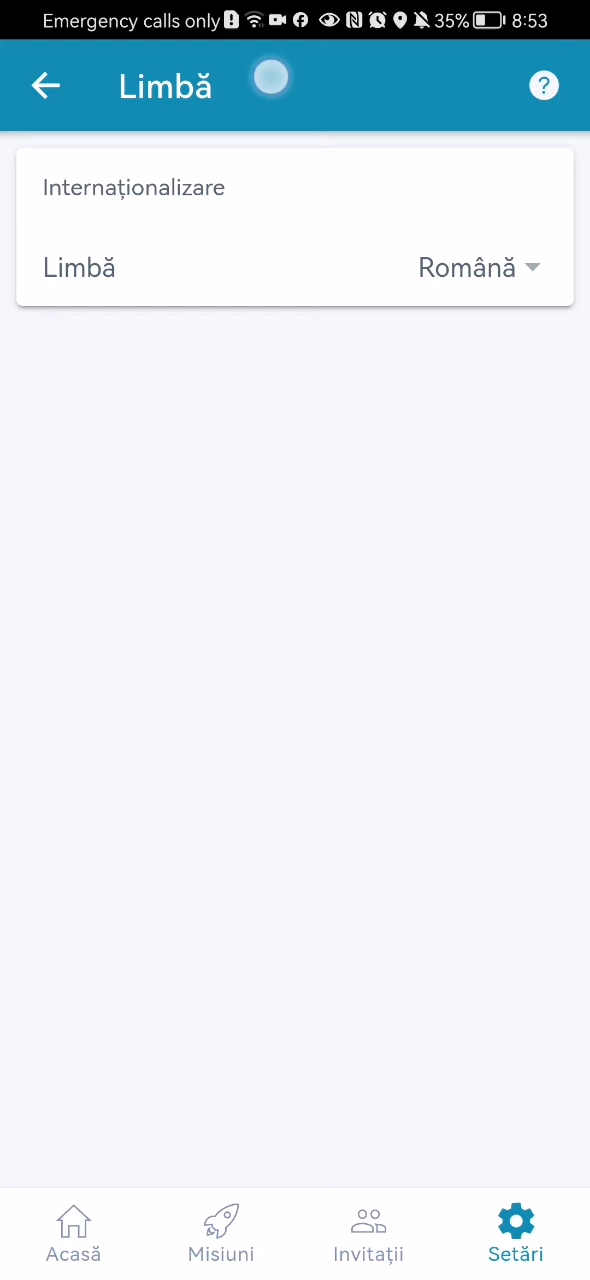 Emergency calls only 35% 8:53
Limbă ?
Internaționalizare
Limbă Română
Acasă Misiuni Invitații Setări